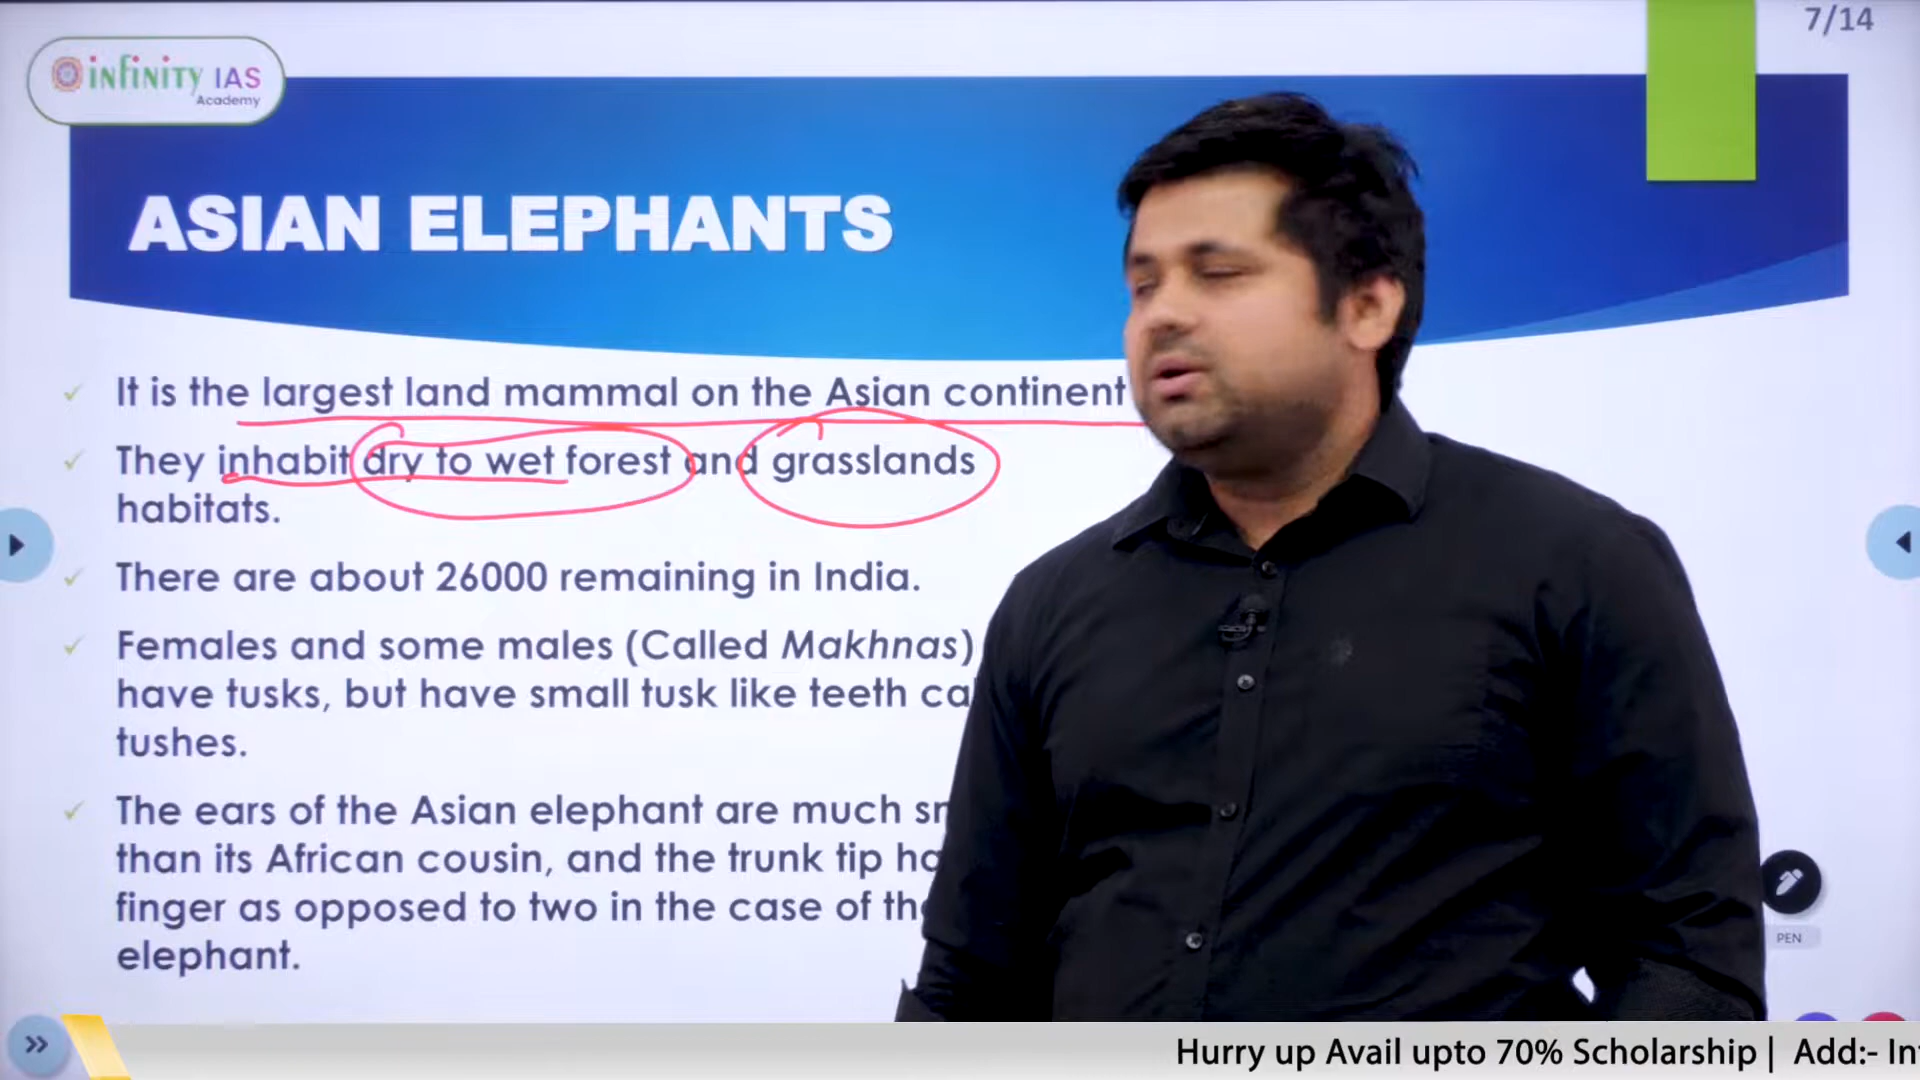 7/14
infinity IAS
Academy
ASIAN ELEPHANTS
It is the largest land mammal on the Asian continent
They inhabit dry to wet forest and grasslands
habitats.
There are about 26000 remaining in India.
Females and some males (Called Makhnas)
have tusks, but have small tusk like teeth
tushes.
The ears of the Asian elephant are much
than its African cousin, and the trunk tip
finger as opposed to two in the case of
elephant.
PEN
Hurry up Avail upto 70% Scholarship | Add:-